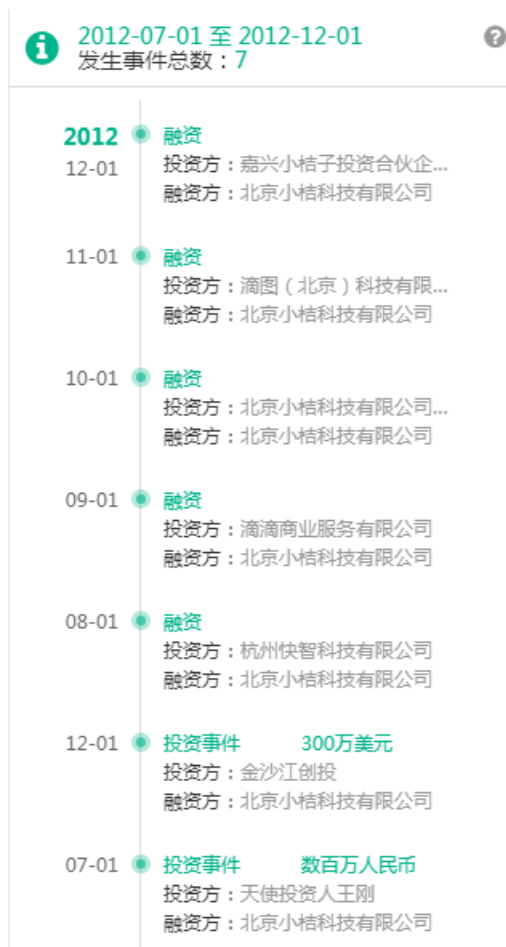 2012-07-01 至 2012-12-01
发生事件总数：7
2012 融资
12-01 投资方：嘉兴小桔子投资合伙企...
融资方：北京小桔科技有限公司
11-01 融资
投资方：滴图（北京）科技有限...
融资方：北京小桔科技有限公司
10-01 融资
投资方：北京小桔科技有限公司...
融资方：北京小桔科技有限公司
09-01 融资
投资方：滴滴商业服务有限公司
融资方：北京小桔科技有限公司
08-01 融资
投资方：杭州快智科技有限公司
融资方：北京小桔科技有限公司
12-01 投资事件 300万美元
投资方：金沙江创投
融资方：北京小桔科技有限公司
07-01 投资事件 数百万人民币
投资方：天使投资人王刚
融资方：北京小桔科技有限公司